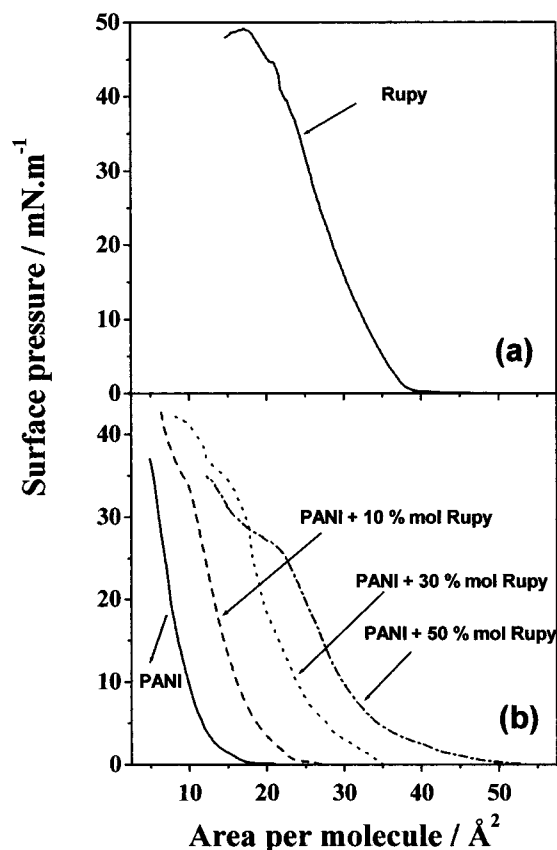 Surface pressure / mN.m-1
50
40
30
20
10
0
Rupy
(a)
40
30
20
10
0
PANI + 10 % mol Rupy
PANI + 30 % mol Rupy
PANI + 50 % mol Rupy
PANI
(b)
10 20 30 40 50
Area per molecule / Å2